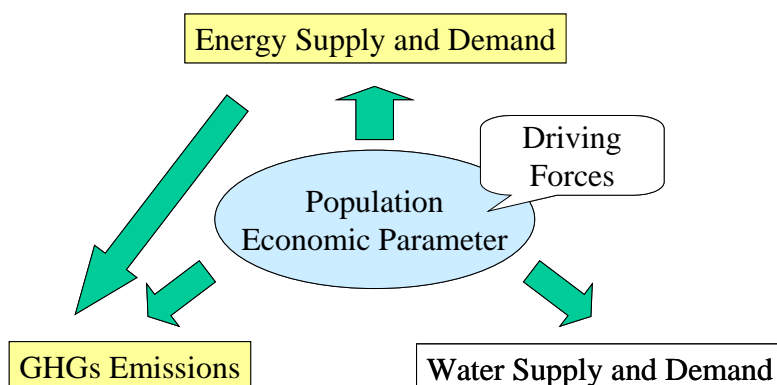 Energy Supply and Demand
Driving
Forces
Population
Economic Parameter
GHGs Emissions
Water Supply and Demand